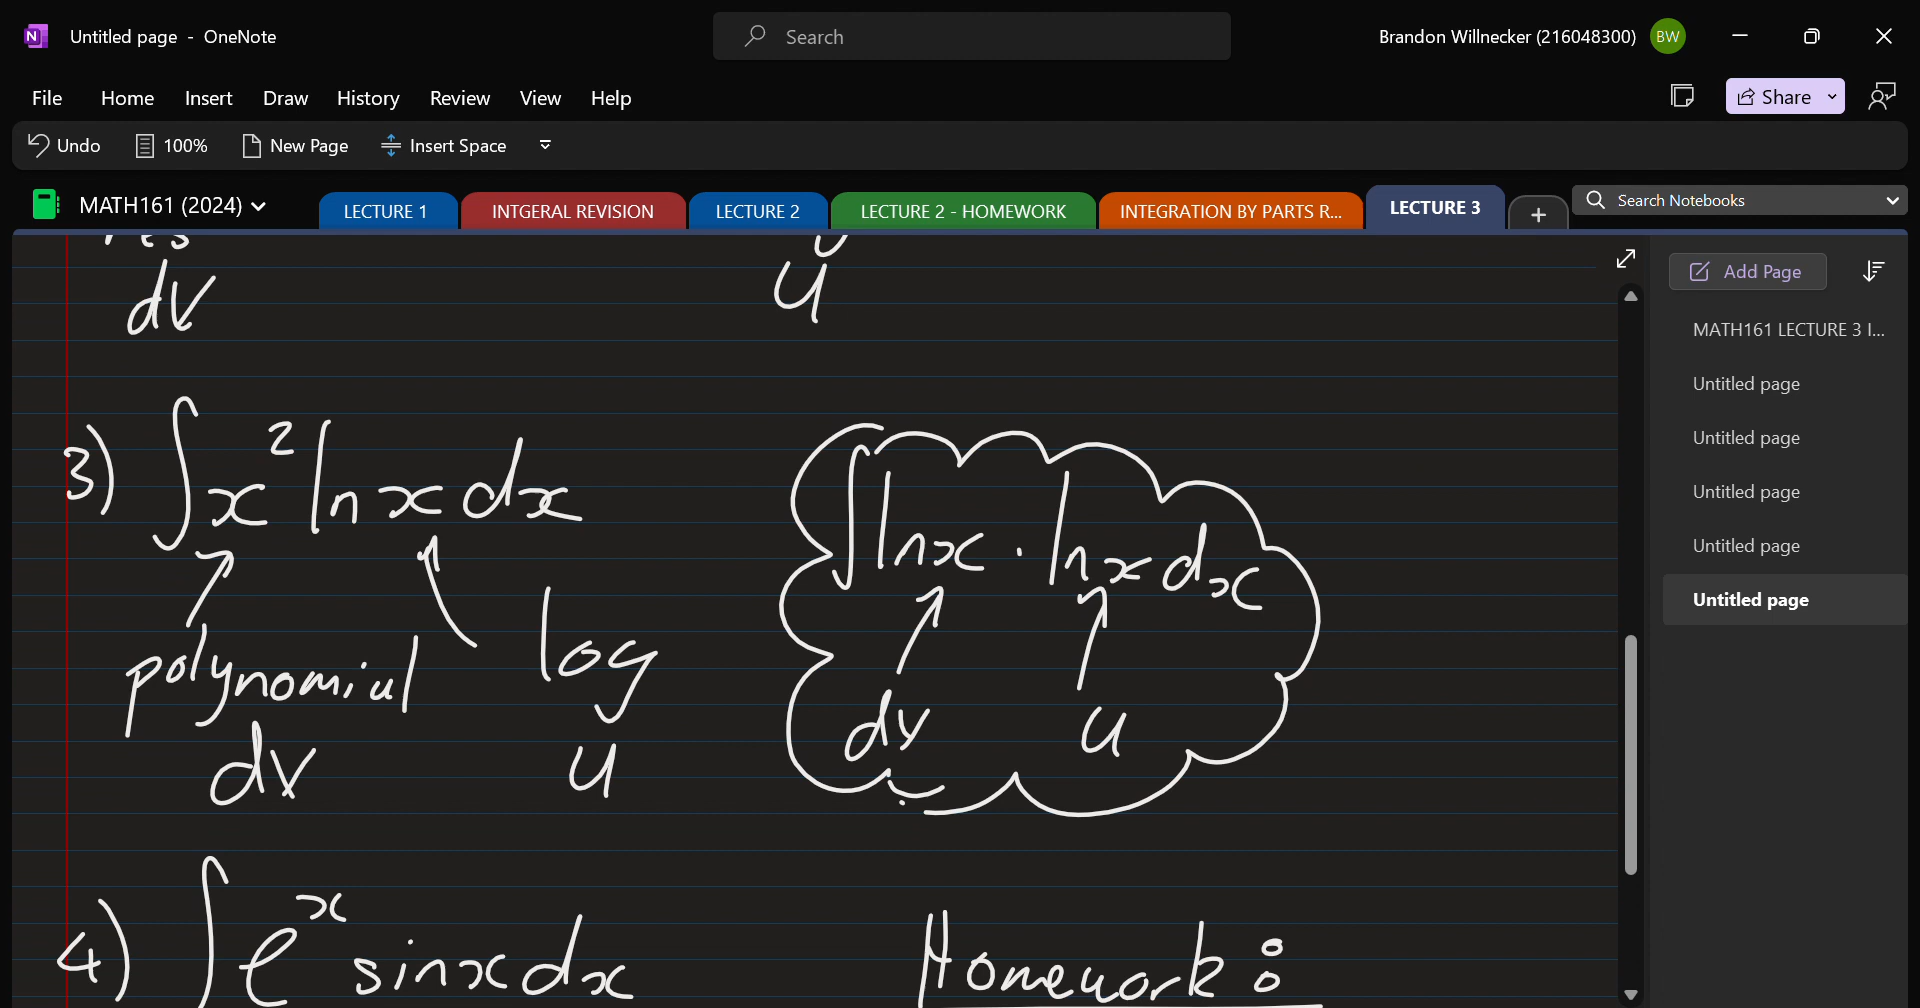 Untitled page - OneNote
Search
Brandon Willnecker (216048300) BW
File Home Insert Draw History Review View Help
Share
Undo 100% New Page Insert Space
MATH161 (2024)
LECTURE 1 INTGERAL REVISION LECTURE 2 LECTURE 2 - HOMEWORK INTEGRATION BY PARTS R... LECTURE 3 +
Search Notebooks
Add Page
MATH161 LECTURE 3 I...
Untitled page
Untitled page
Untitled page
Untitled page
Untitled page
dv u
3) ∫x² ln x dx
polynomial log
dv u
∫ln x · ln x dx
dv u
4) ∫eˣ sin x dx
Homework :